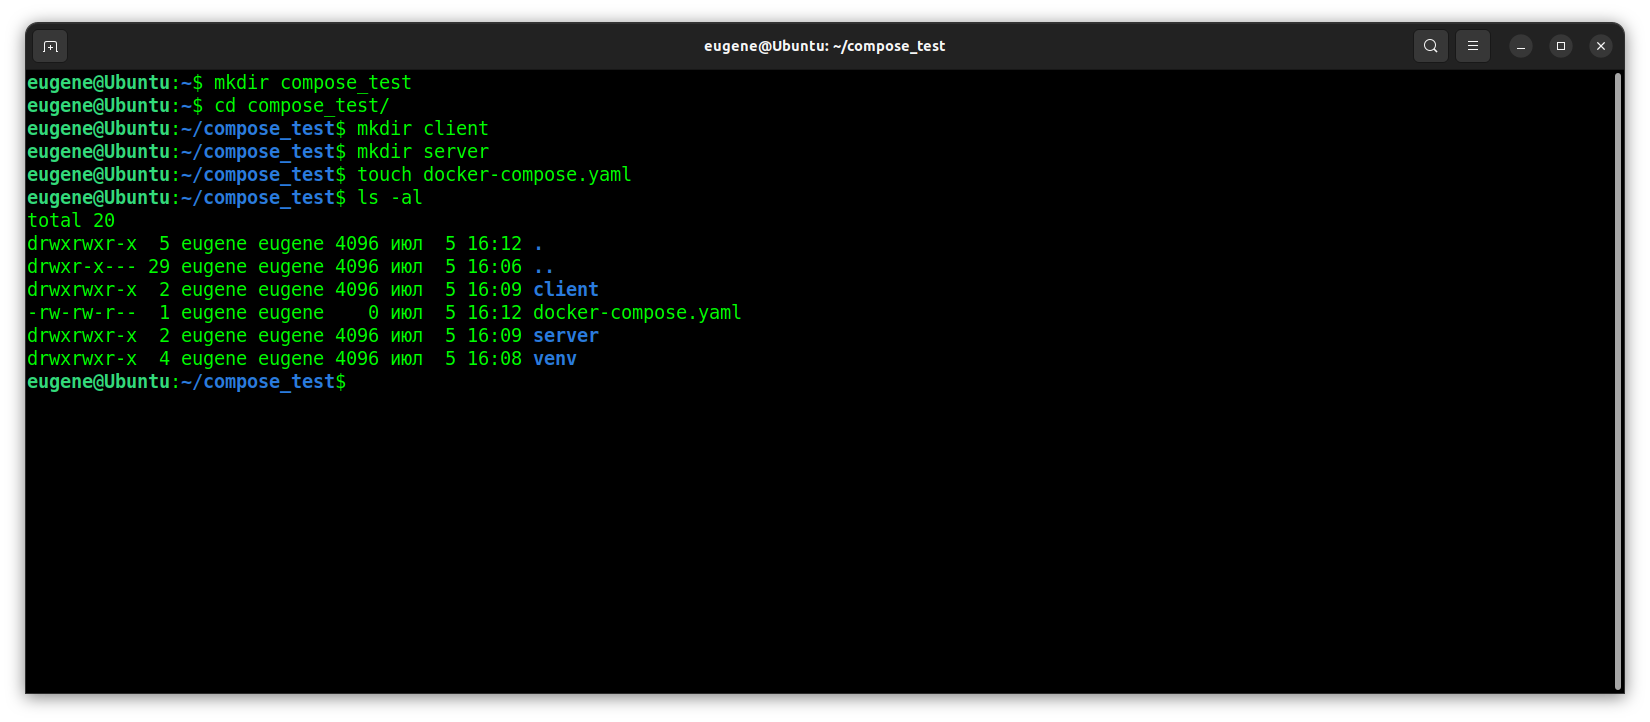 eugene@Ubuntu: ~/compose_test
eugene@Ubuntu:~$ mkdir compose_test
eugene@Ubuntu:~$ cd compose_test/
eugene@Ubuntu:~/compose_test$ mkdir client
eugene@Ubuntu:~/compose_test$ mkdir server
eugene@Ubuntu:~/compose_test$ touch docker-compose.yaml
eugene@Ubuntu:~/compose_test$ ls -al
total 20
drwxrwxr-x  5 eugene eugene 4096 июл  5 16:12 .
drwxr-x--- 29 eugene eugene 4096 июл  5 16:06 ..
drwxrwxr-x  2 eugene eugene 4096 июл  5 16:09 client
-rw-rw-r--  1 eugene eugene    0 июл  5 16:12 docker-compose.yaml
drwxrwxr-x  2 eugene eugene 4096 июл  5 16:09 server
drwxrwxr-x  4 eugene eugene 4096 июл  5 16:08 venv
eugene@Ubuntu:~/compose_test$